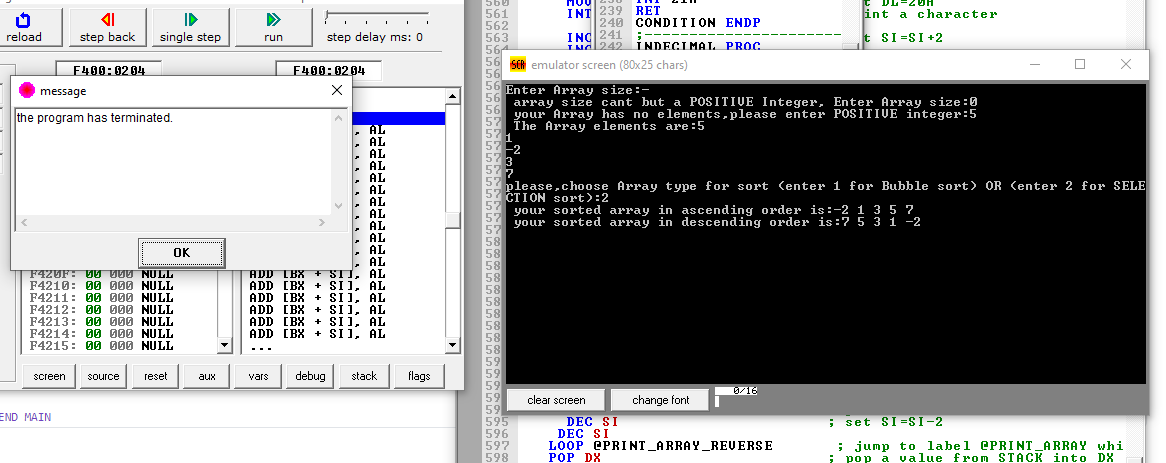 reload
step back
single step
run
step delay ms: 0
F400:0204
F400:0204
message
the program has terminated.
OK
, AL
, AL
, AL
, AL
, AL
, AL
, AL
, AL
, AL
, AL
, AL
F420F: 00 000 NULL
F4210: 00 000 NULL
F4211: 00 000 NULL
F4212: 00 000 NULL
F4213: 00 000 NULL
F4214: 00 000 NULL
F4215: 00 000 NULL
ADD [BX + SI], AL
ADD [BX + SI], AL
ADD [BX + SI], AL
ADD [BX + SI], AL
ADD [BX + SI], AL
ADD [BX + SI], AL
...
screen
source
reset
aux
vars
debug
stack
flags
END MAIN
560
561
INT
INC
239 RET
240 CONDITION ENDP
241 ;------------------------
242 INDECIMAL PROC
t DL=20H
int a character
t SI=SI+2
SCR emulator screen (80x25 chars)
Enter Array size:-
array size cant but a POSITIVE Integer, Enter Array size:0
your Array has no elements,please enter POSITIVE integer:5
The Array elements are:5
1
-2
3
7
please,choose Array type for sort (enter 1 for Bubble sort) OR (enter 2 for SELE
CTION sort):2
your sorted array in ascending order is:-2 1 3 5 7
your sorted array in descending order is:7 5 3 1 -2
clear screen
change font
0/16
595 DEC SI ; set SI=SI-2
596 DEC SI
597 LOOP @PRINT_ARRAY_REVERSE ; jump to label @PRINT_ARRAY whi
598 POP DX ; pop a value from STACK into DX